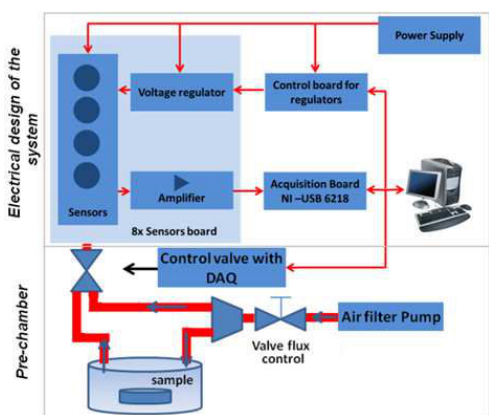 Electrical design of the
system
Power Supply
Voltage regulator
Control board for
regulators
Sensors
Amplifier
Acquisition Board
NI –USB 6218
8x Sensors board
Pre-chamber
Control valve with
DAQ
Air filter Pump
Valve flux
control
sample